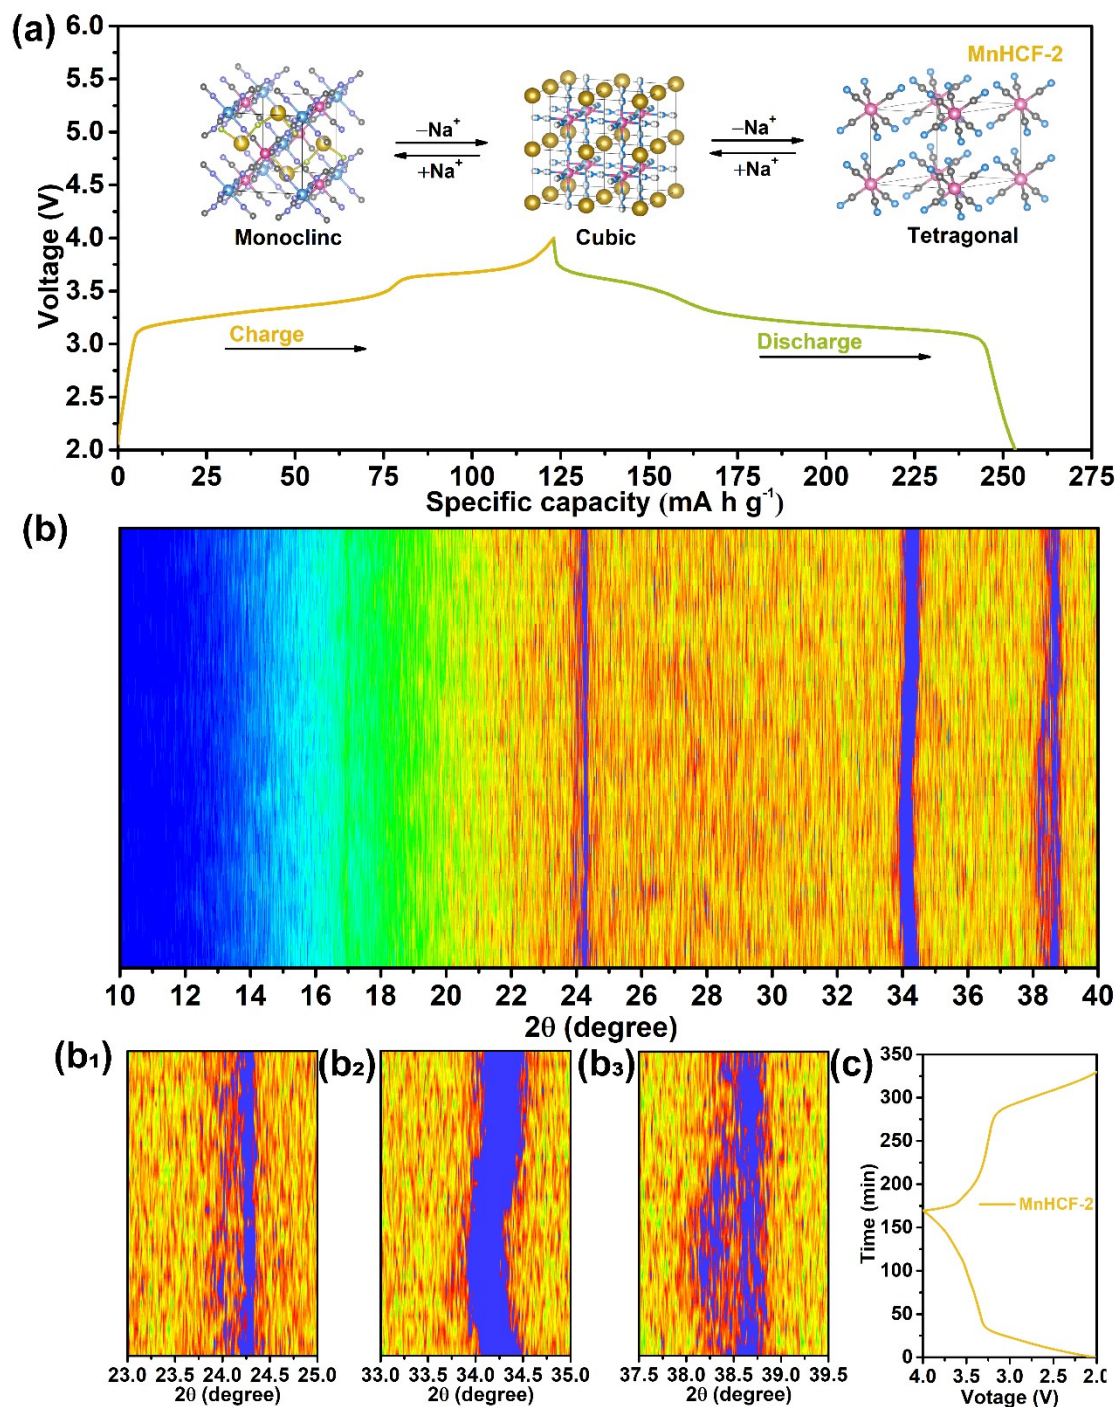 (a)
6.0
5.5
5.0
4.5
4.0
3.5
3.0
2.5
2.0
Voltage (V)
MnHCF-2
−Na⁺
+Na⁺
−Na⁺
+Na⁺
Monoclinc
Cubic
Tetragonal
Charge
Discharge
0 25 50 75 100 125 150 175 200 225 250 275
Specific capacity (mA h g⁻¹)
(b)
10 12 14 16 18 20 22 24 26 28 30 32 34 36 38 40
2θ (degree)
(b₁)
23.0 23.5 24.0 24.5 25.0
2θ (degree)
(b₂)
33.0 33.5 34.0 34.5 35.0
2θ (degree)
(b₃)
37.5 38.0 38.5 39.0 39.5
2θ (degree)
(c)
350
300
250
200
150
100
50
0
Time (min)
MnHCF-2
4.0 3.5 3.0 2.5 2.0
Votage (V)